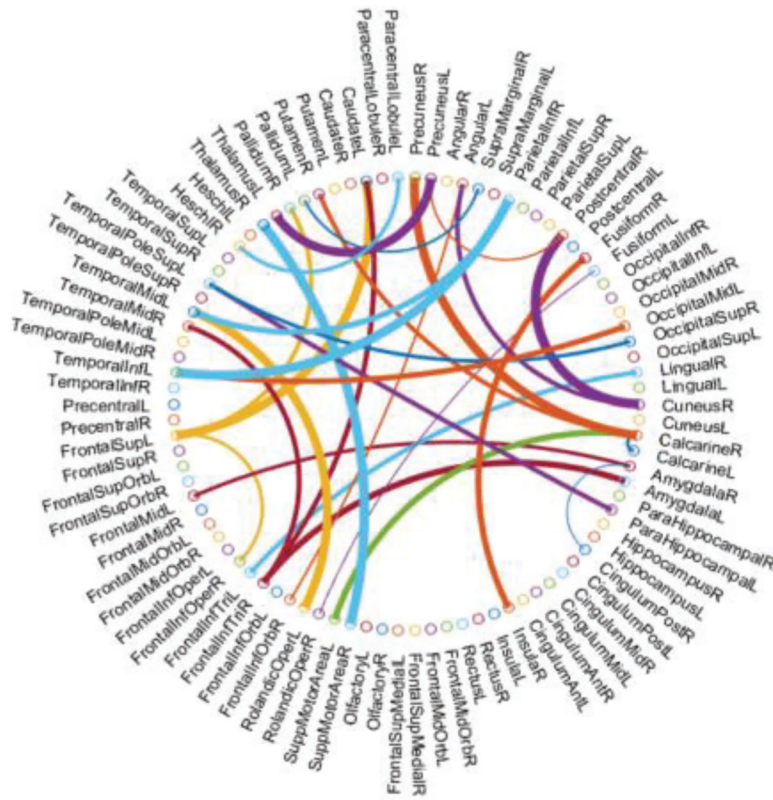 ParacentralLobuleL
PrecuneusR
PrecuneusL
AngularR
AngularL
SupraMarginalR
SupraMarginalL
ParietalInfR
ParietalInfL
ParietalSupR
ParietalSupL
PostcentralR
PostcentralL
FusiformR
FusiformL
OccipitalInfR
OccipitalInfL
OccipitalMidR
OccipitalMidL
OccipitalSupR
OccipitalSupL
LingualR
LingualL
CuneusR
CuneusL
CalcarineR
CalcarineL
AmygdalaR
AmygdalaL
ParaHippocampalR
ParaHippocampalL
HippocampusR
HippocampusL
CingulumPostR
CingulumPostL
CingulumMidR
CingulumMidL
CingulumAntR
CingulumAntL
InsulaR
InsulaL
RectusR
RectusL
FrontalMidOrbR
FrontalMidOrbL
FrontalSupMedialR
FrontalSupMedialL
OlfactoryR
OlfactoryL
SuppMotorAreaR
SuppMotorAreaL
RolandicOperR
RolandicOperL
FrontalInfOrbR
FrontalInfOrbL
FrontalInfTriR
FrontalInfTriL
FrontalInfOperR
FrontalInfOperL
FrontalMidOrbR
FrontalMidOrbL
FrontalMidR
FrontalMidL
FrontalSupOrbR
FrontalSupOrbL
FrontalSupR
FrontalSupL
PrecentralR
PrecentralL
TemporalInfR
TemporalInfL
TemporalPoleMidR
TemporalPoleMidL
TemporalMidR
TemporalMidL
TemporalPoleSupR
TemporalPoleSupL
TemporalSupR
TemporalSupL
HeschlR
HeschlL
ThalamusR
ThalamusL
PallidumR
PallidumL
PutamenR
PutamenL
CaudateR
CaudateL
ParacentralLobuleR